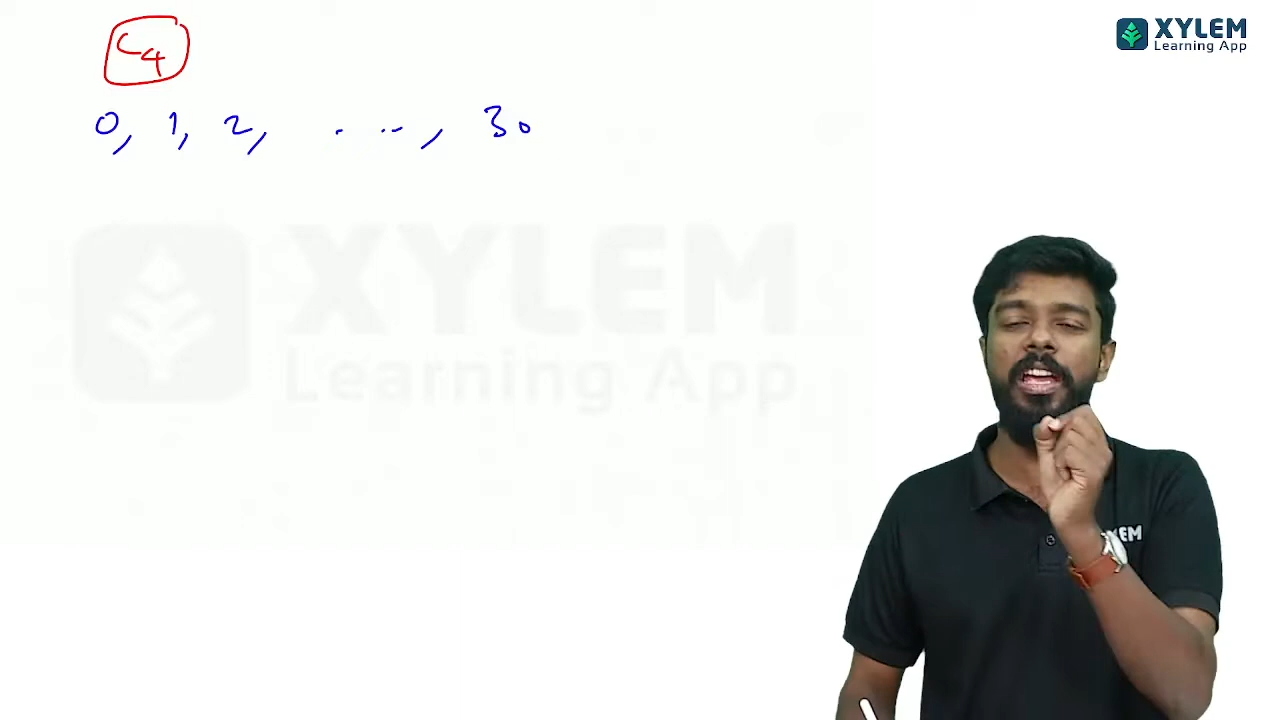 C4
XYLEM
Learning App
0, 1, 2, . . . , 30
XYLEM
Learning App